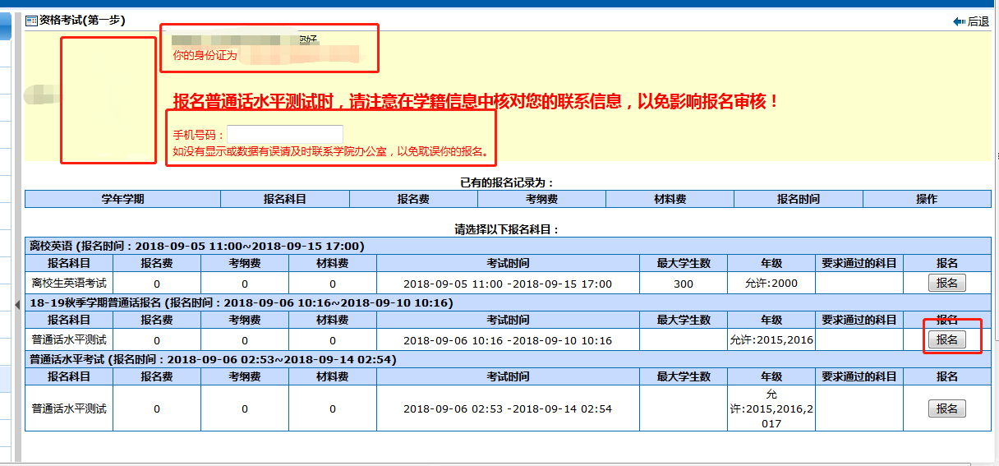 资格考试(第一步)
后退
您好
你的身份证为
报名普通话水平测试时，请注意在学籍信息中核对您的联系信息，以免影响报名审核！
手机号码：
如没有显示或数据有误请及时联系学院办公室，以免耽误你的报名。
已有的报名记录为：
学年学期 报名科目 报名费 考纲费 材料费 报名时间 操作
请选择以下报名科目：
离校英语 (报名时间：2018-09-05 11:00~2018-09-15 17:00)
报名科目 报名费 考纲费 材料费 考试时间 最大学生数 年级 要求通过的科目 报名
离校生英语考试 0 0 0 2018-09-05 11:00 -2018-09-15 17:00 300 允许:2000 报名
18-19秋季学期普通话报名 (报名时间：2018-09-06 10:16~2018-09-10 10:16)
报名科目 报名费 考纲费 材料费 考试时间 最大学生数 年级 要求通过的科目 报名
普通话水平测试 0 0 0 2018-09-06 10:16 -2018-09-10 10:16 允许:2015,2016 报名
普通话水平考试 (报名时间：2018-09-06 02:53~2018-09-14 02:54)
报名科目 报名费 考纲费 材料费 考试时间 最大学生数 年级 要求通过的科目 报名
普通话水平测试 0 0 0 2018-09-06 02:53 -2018-09-14 02:54 允
许:2015,2016,2
017 报名